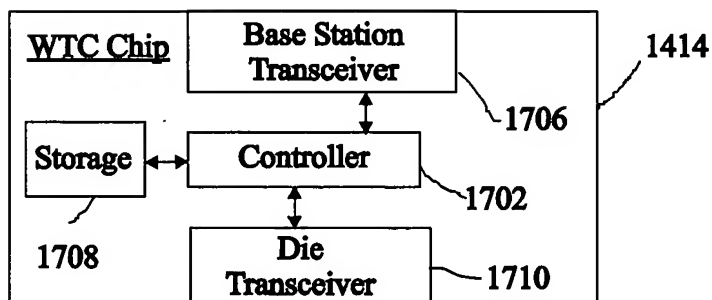 WTC Chip
Base Station
Transceiver
1414
1706
Storage
Controller
1702
1708
Die
Transceiver
1710